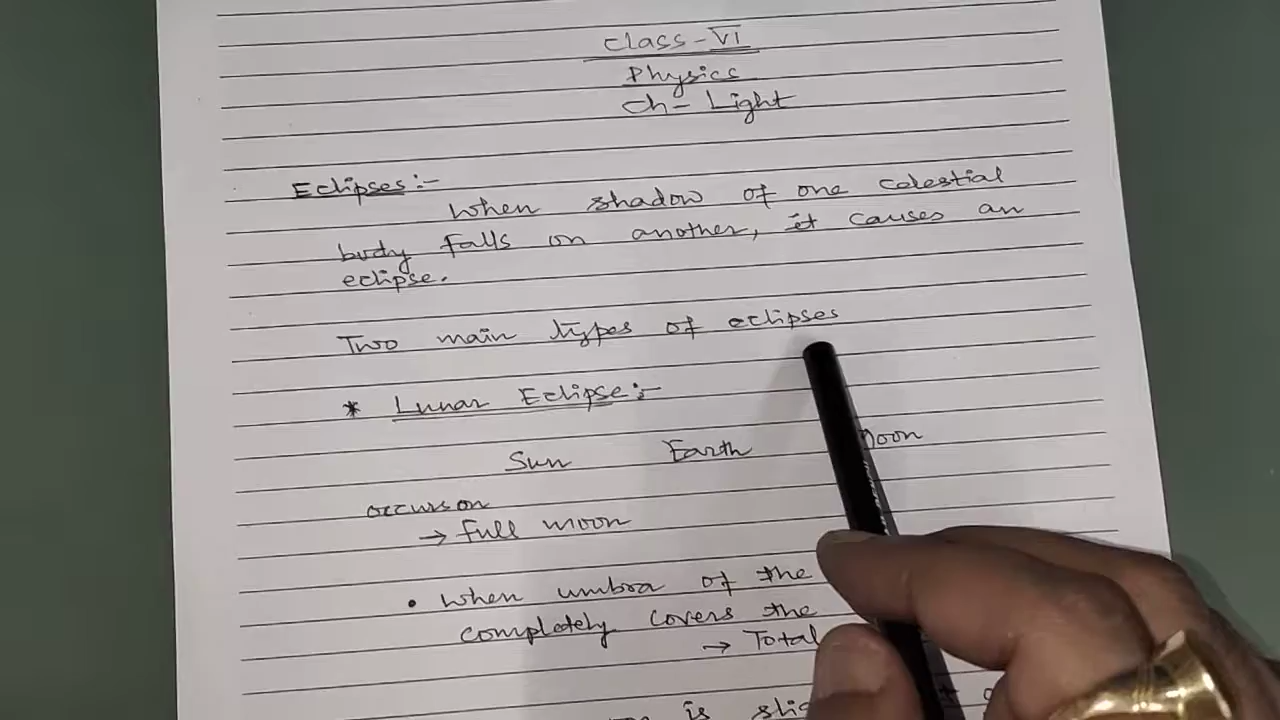 Class - VI
Physics
Ch - Light
Eclipses :-
When shadow of one celestial
body falls on another, it causes an
eclipse.
Two main types of eclipses
* Lunar Eclipse :-
Sun Earth Moon
occurs on
→ Full moon
• When umbra of the
completely covers the
→ Total
is